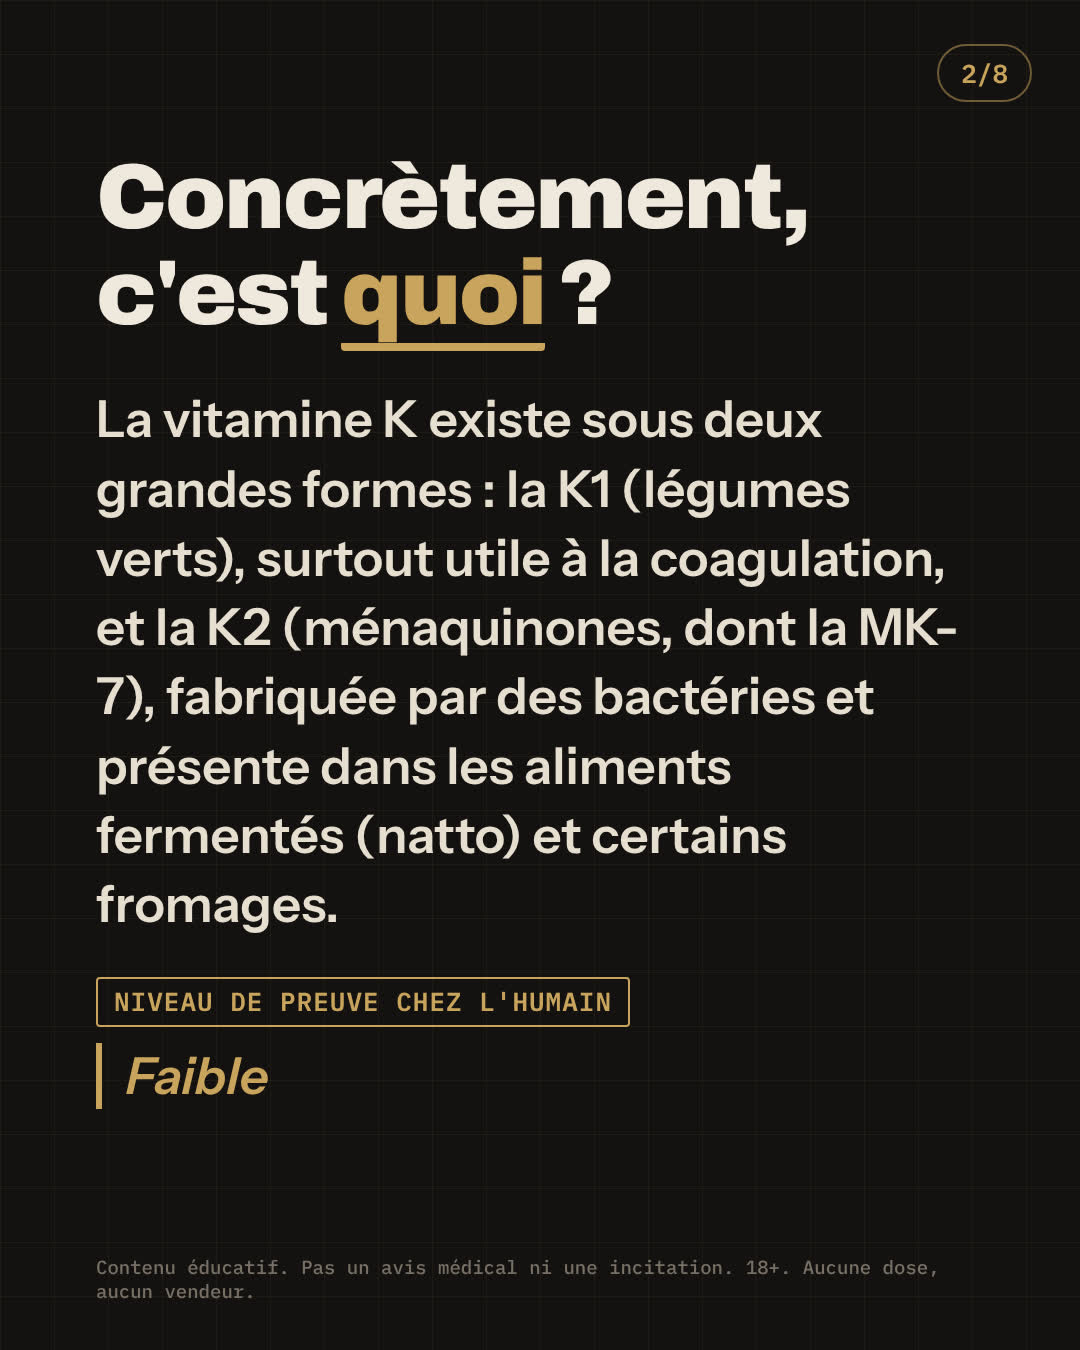 2/8
Concrètement,
c'est quoi ?
La vitamine K existe sous deux
grandes formes : la K1 (légumes
verts), surtout utile à la coagulation,
et la K2 (ménaquinones, dont la MK-
7), fabriquée par des bactéries et
présente dans les aliments
fermentés (natto) et certains
fromages.
NIVEAU DE PREUVE CHEZ L'HUMAIN
Faible
Contenu éducatif. Pas un avis médical ni une incitation. 18+. Aucune dose,
aucun vendeur.